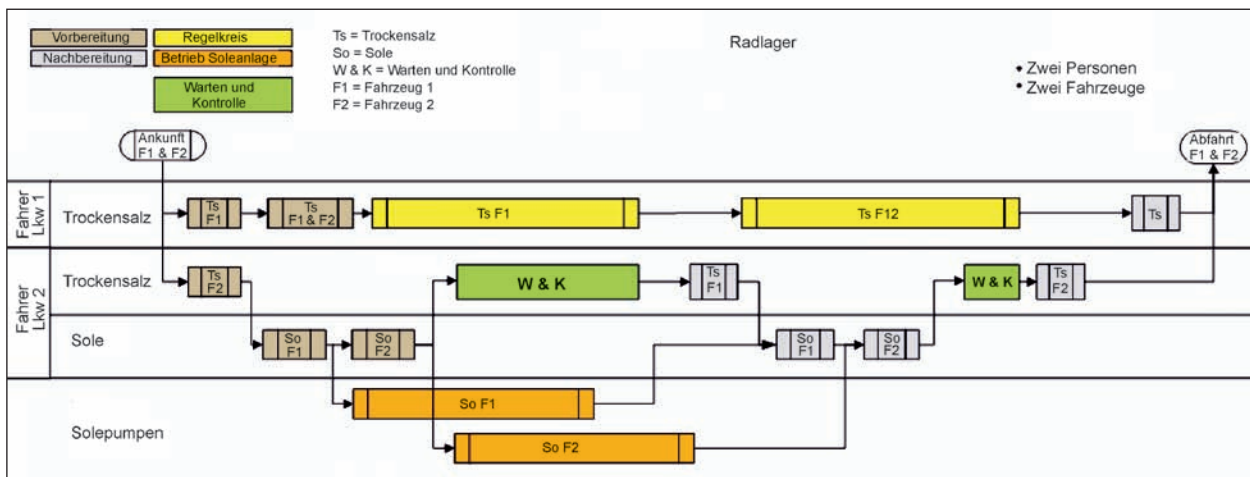 Vorbereitung
Regelkreis
Nachbereitung
Betrieb Soleanlage
Warten und
Kontrolle
Ts = Trockensalz
So = Sole
W & K = Warten und Kontrolle
F1 = Fahrzeug 1
F2 = Fahrzeug 2
Radlager
• Zwei Personen
• Zwei Fahrzeuge
Ankunft
F1 & F2
Abfahrt
F1 & F2
Fahrer
Lkw 1
Trockensalz
Ts
F1
Ts
F1 & F2
Ts F1
Ts F12
Ts
Fahrer
Lkw 2
Trockensalz
Ts
F2
W & K
Ts
F1
W & K
Ts
F2
Sole
So
F1
So
F2
So
F1
So
F2
Solepumpen
So F1
So F2